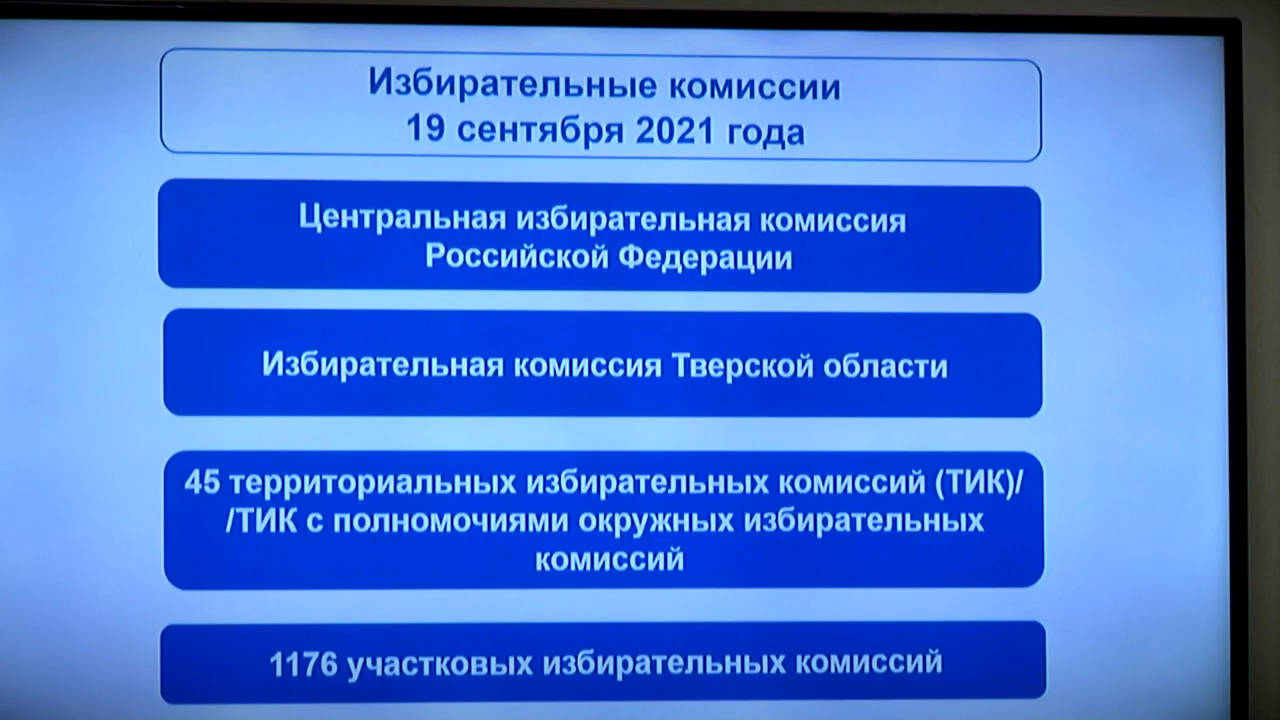 Избирательные комиссии
19 сентября 2021 года
Центральная избирательная комиссия
Российской Федерации
Избирательная комиссия Тверской области
45 территориальных избирательных комиссий (ТИК)/
/ТИК с полномочиями окружных избирательных
комиссий
1176 участковых избирательных комиссий